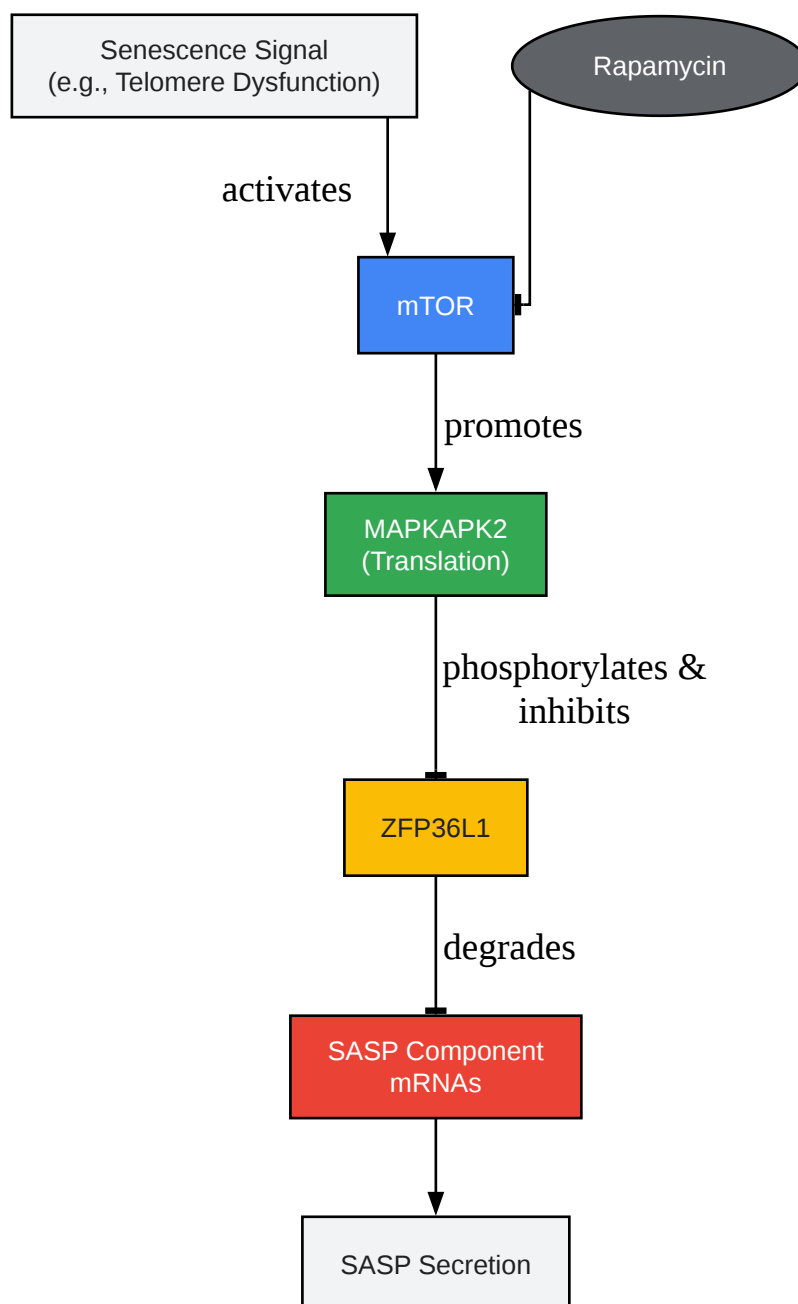 Senescence Signal
(e.g., Telomere Dysfunction)
Rapamycin
activates
mTOR
promotes
MAPKAPK2
(Translation)
phosphorylates &
inhibits
ZFP36L1
degrades
SASP Component
mRNAs
SASP Secretion